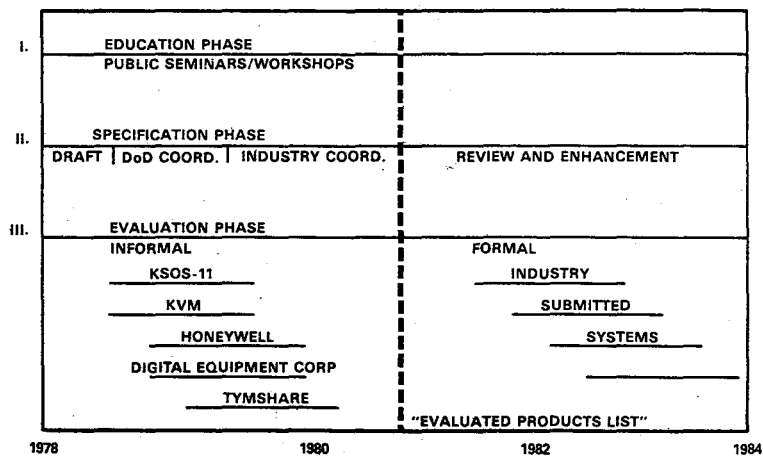 I. EDUCATION PHASE
PUBLIC SEMINARS/WORKSHOPS
II. SPECIFICATION PHASE
DRAFT DoD COORD. INDUSTRY COORD. REVIEW AND ENHANCEMENT
III. EVALUATION PHASE
INFORMAL FORMAL
KSOS-11 INDUSTRY
KVM SUBMITTED
HONEYWELL SYSTEMS
DIGITAL EQUIPMENT CORP
TYMSHARE
"EVALUATED PRODUCTS LIST"
1978 1980 1982 1984